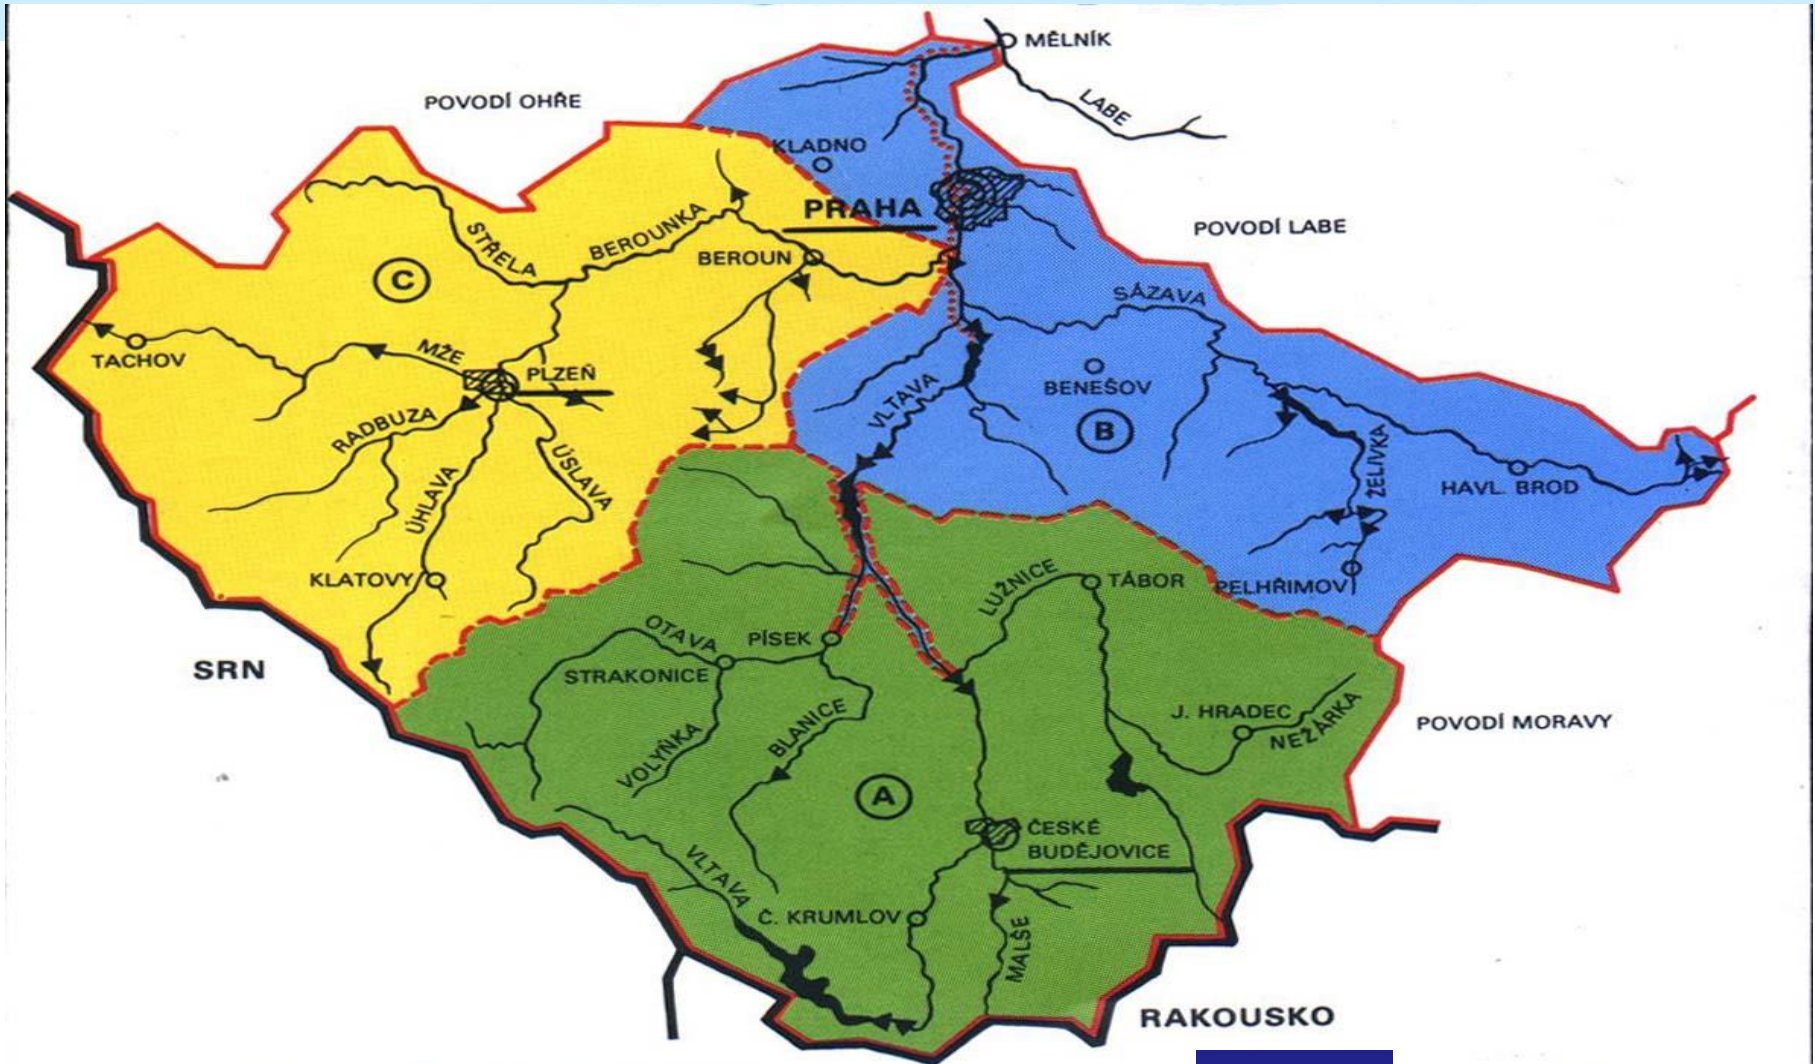 MĚLNÍK
POVODÍ OHŘE
LABE
KLADNO
PRAHA
POVODÍ LABE
STŘELA
BEROUNKA
BEROUN
C
SÁZAVA
TACHOV
MŽE
PLZEŇ
BENEŠOV
VLTAVA
RADBUZA
B
ÚHLAVA
ÚSLAVA
ŽELIVKA
HAVL. BROD
KLATOVY
LUŽNICE
TÁBOR
PELHŘIMOV
OTAVA
PÍSEK
SRN
STRAKONICE
J. HRADEC
NEŽÁRKA
POVODÍ MORAVY
VOLYŇKA
BLANICE
A
ČESKÉ
BUDĚJOVICE
VLTAVA
Č. KRUMLOV
MALŠE
RAKOUSKO